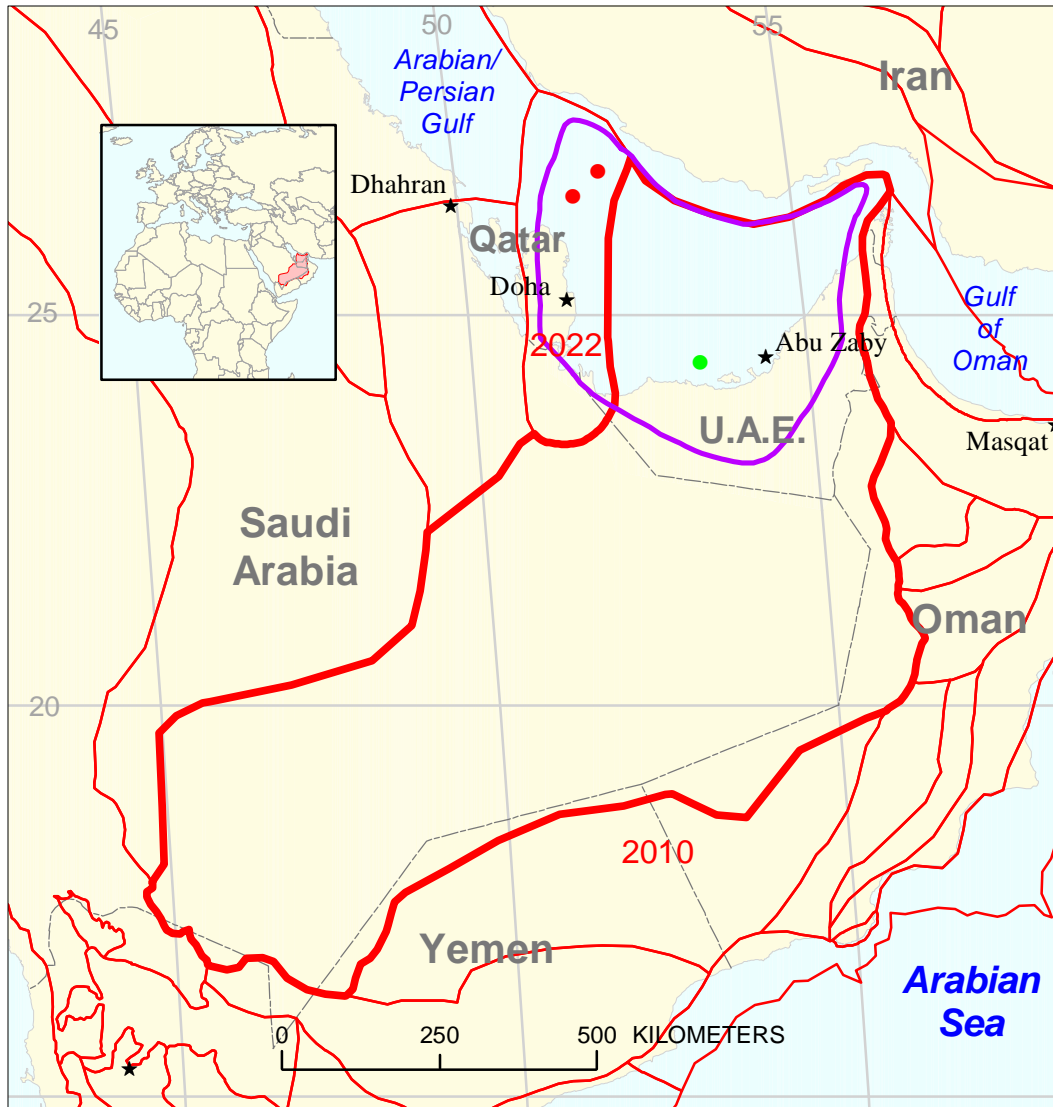 45
50
55
Arabian/
Persian
Gulf
Iran
Dhahran
Qatar
Doha
25
2022
Abu Zaby
Gulf
of
Oman
U.A.E.
Masqat
Saudi
Arabia
Oman
20
2010
Yemen
Arabian
Sea
0
250
500 KILOMETERS